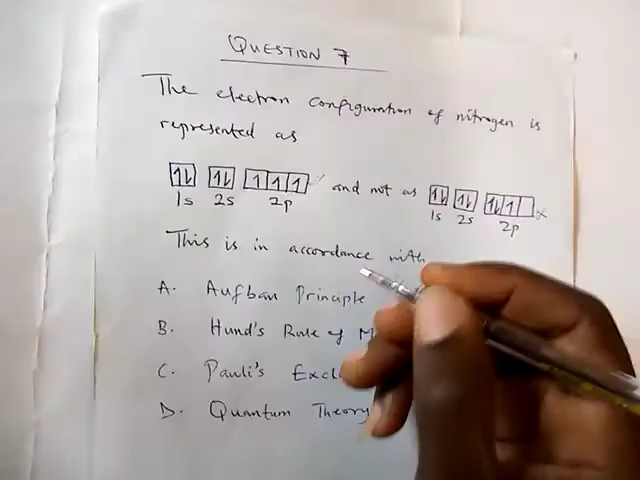 QUESTION 7
The electron configuration of nitrogen is
represented as
1s 2s 2p and not as 1s 2s 2p
This is in accordance with
A. Aufbau Principle
B. Hund's Rule of
C. Pauli's
D. Quantum Theory